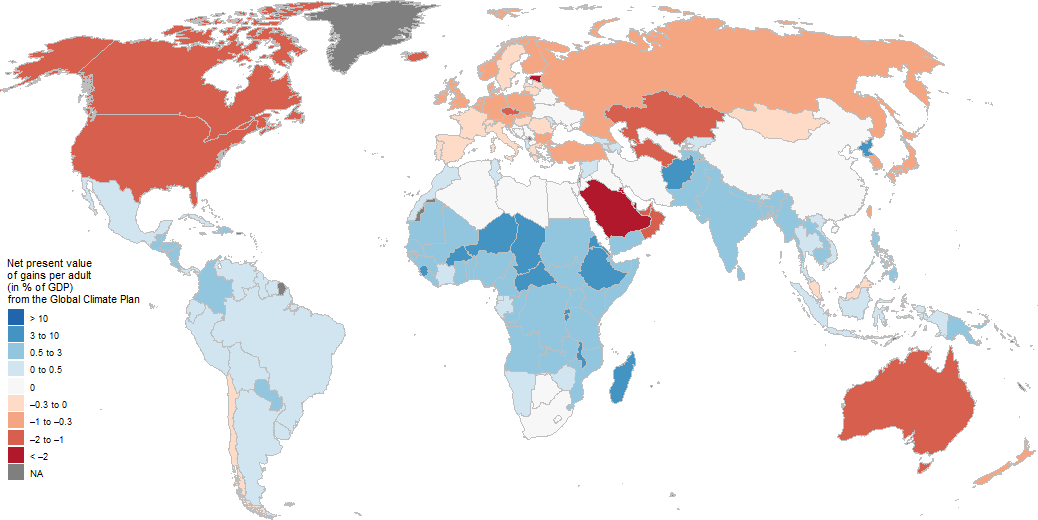 Net present value
of gains per adult
(in % of GDP)
from the Global Climate Plan
> 10
3 to 10
0.5 to 3
0 to 0.5
0
–0.3 to 0
–1 to –0.3
–2 to –1
< –2
NA